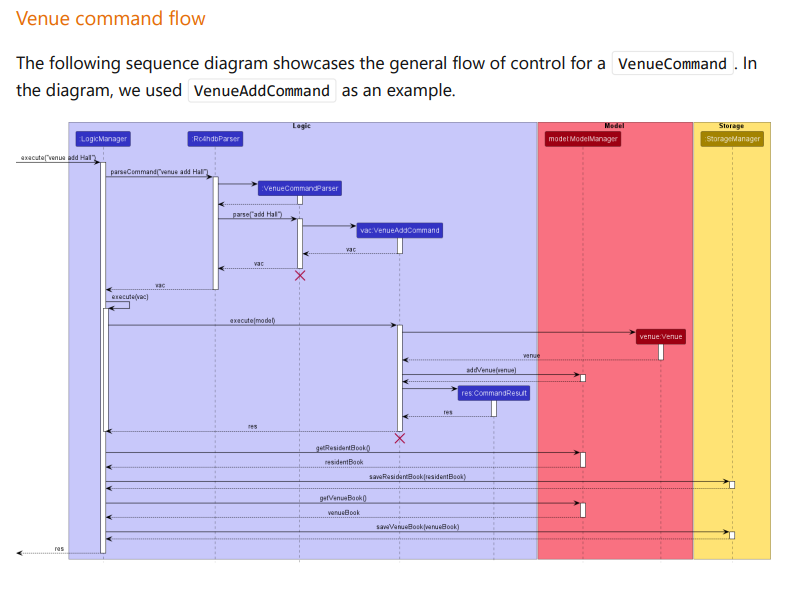 Venue command flow
The following sequence diagram showcases the general flow of control for a VenueCommand . In
the diagram, we used VenueAddCommand as an example.
Logic
Model
Storage
:LogicManager
:Rc4hdbParser
model:ModelManager
:StorageManager
execute("venue add Hall")
parseCommand("venue add Hall")
:VenueCommandParser
parse("add Hall")
vac:VenueAddCommand
vac
vac
vac
execute(vac)
execute(model)
venue:Venue
venue
addVenue(venue)
res:CommandResult
res
res
getResidentBook()
residentBook
saveResidentBook(residentBook)
getVenueBook()
venueBook
saveVenueBook(venueBook)
res